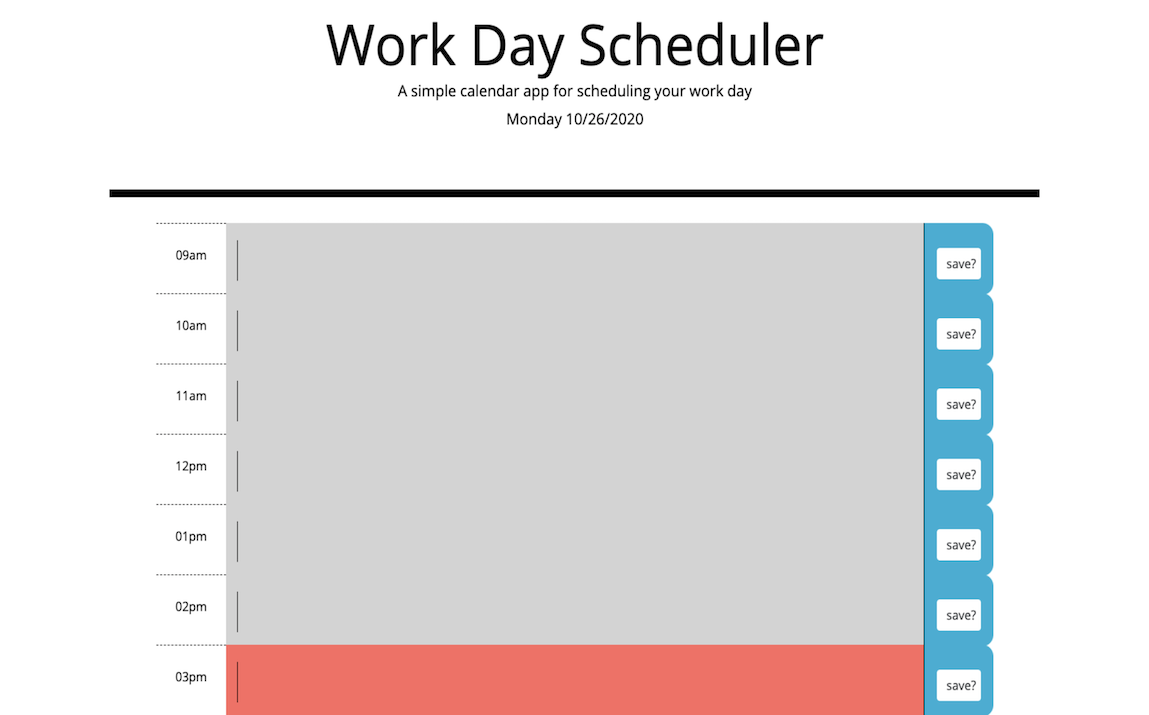 Work Day Scheduler
A simple calendar app for scheduling your work day
Monday 10/26/2020
09am save?
10am save?
11am save?
12pm save?
01pm save?
02pm save?
03pm save?